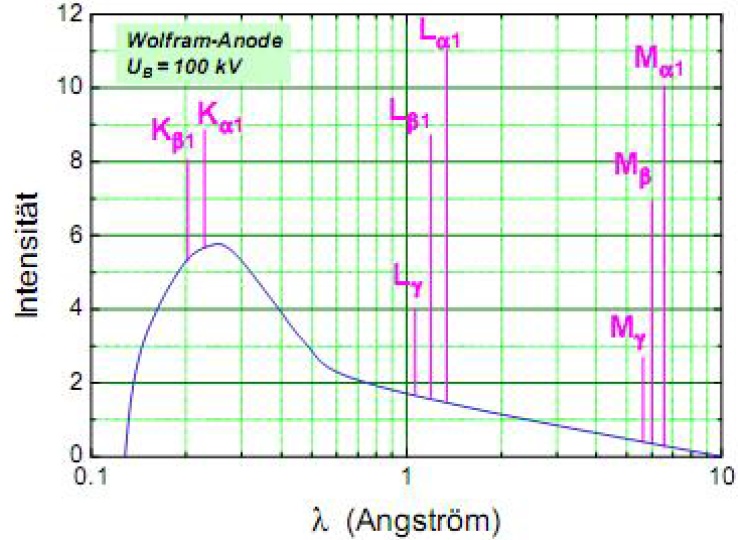 12
10
8
6
4
2
0
Intensität
Wolfram-Anode
U_B = 100 kV
K_β1
K_α1
L_γ
L_β1
L_α1
M_γ
M_β
M_α1
0.1
1
10
λ (Angström)